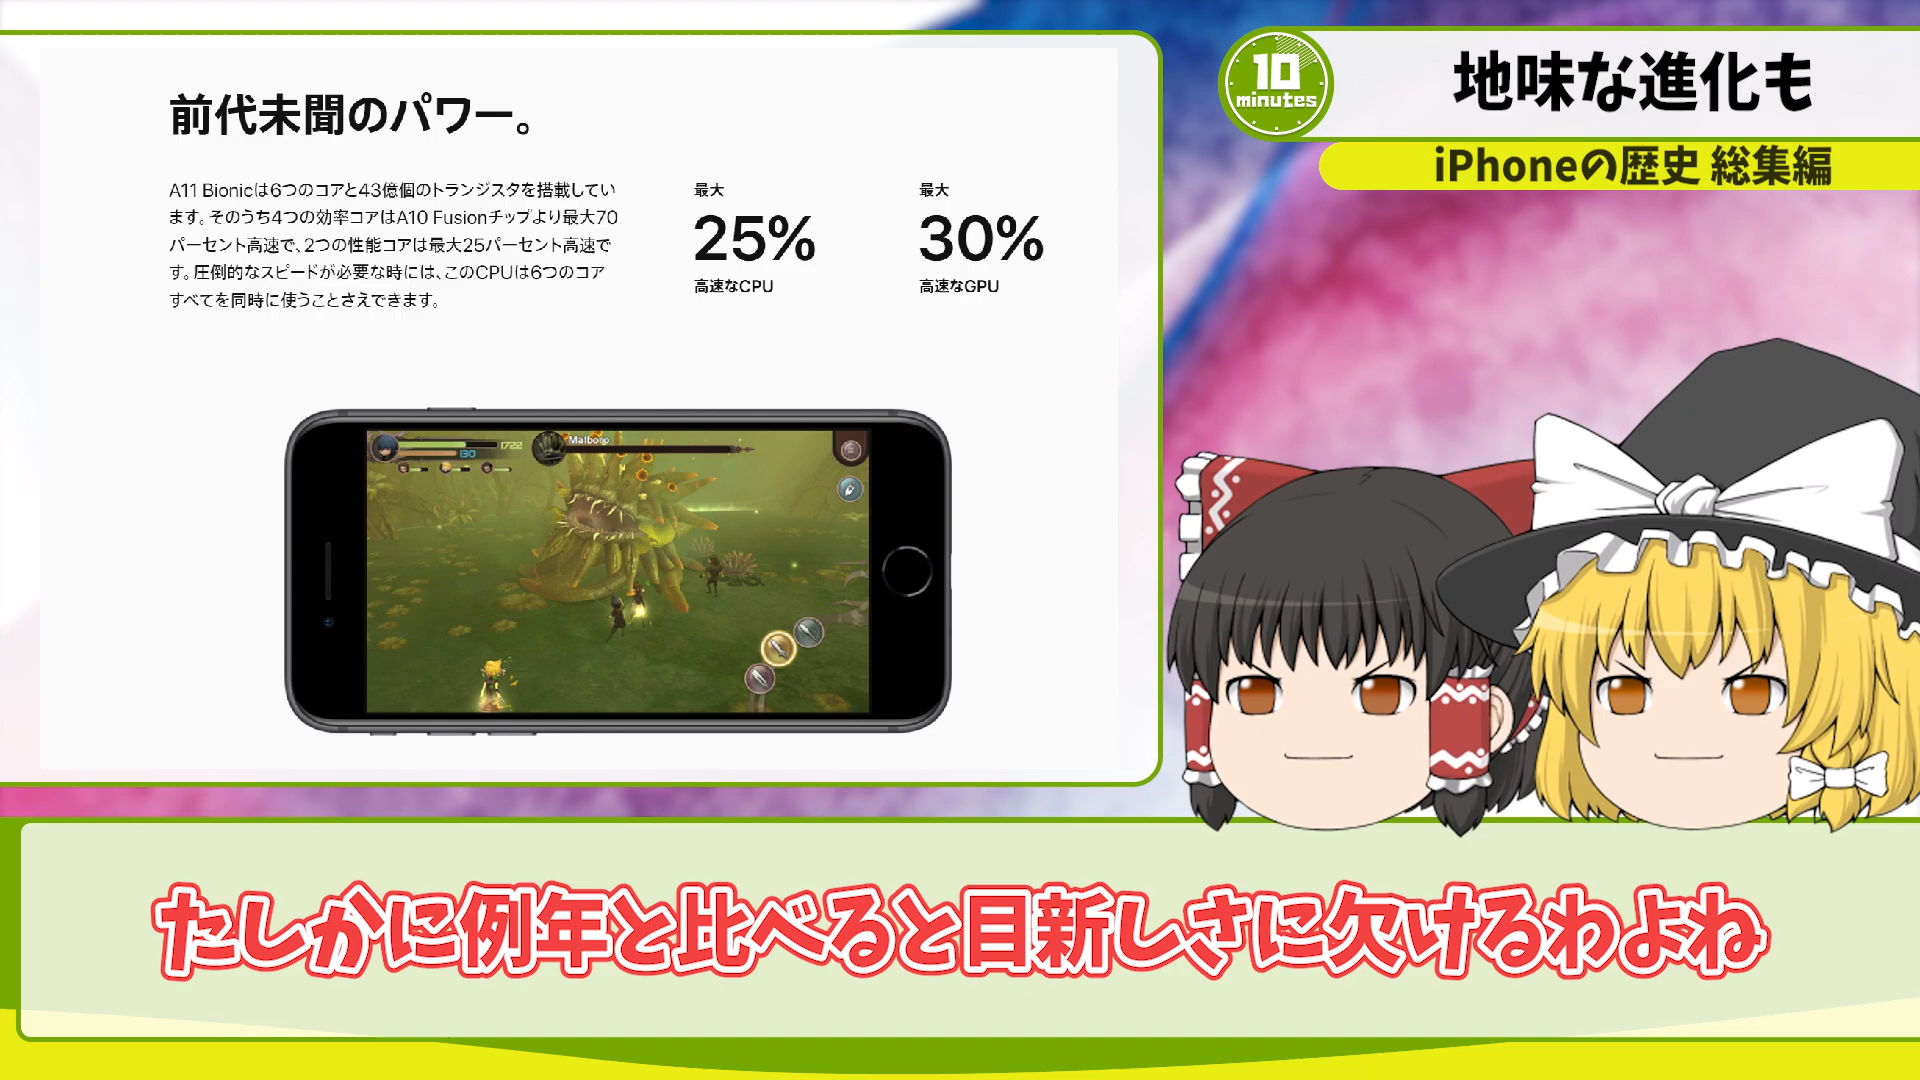 前代未聞のパワー。
A11 Bionicは6つのコアと43億個のトランジスタを搭載してい
ます。そのうち4つの効率コアはA10 Fusionチップより最大70
パーセント高速で、2つの性能コアは最大25パーセント高速で
す。圧倒的なスピードが必要な時には、このCPUは6つのコア
すべてを同時に使うことさえできます。
最大
25%
高速なCPU
最大
30%
高速なGPU
1722
130
Malboro
10
minutes
地味な進化も
iPhoneの歴史 総集編
たしかに例年と比べると目新しさに欠けるわよね